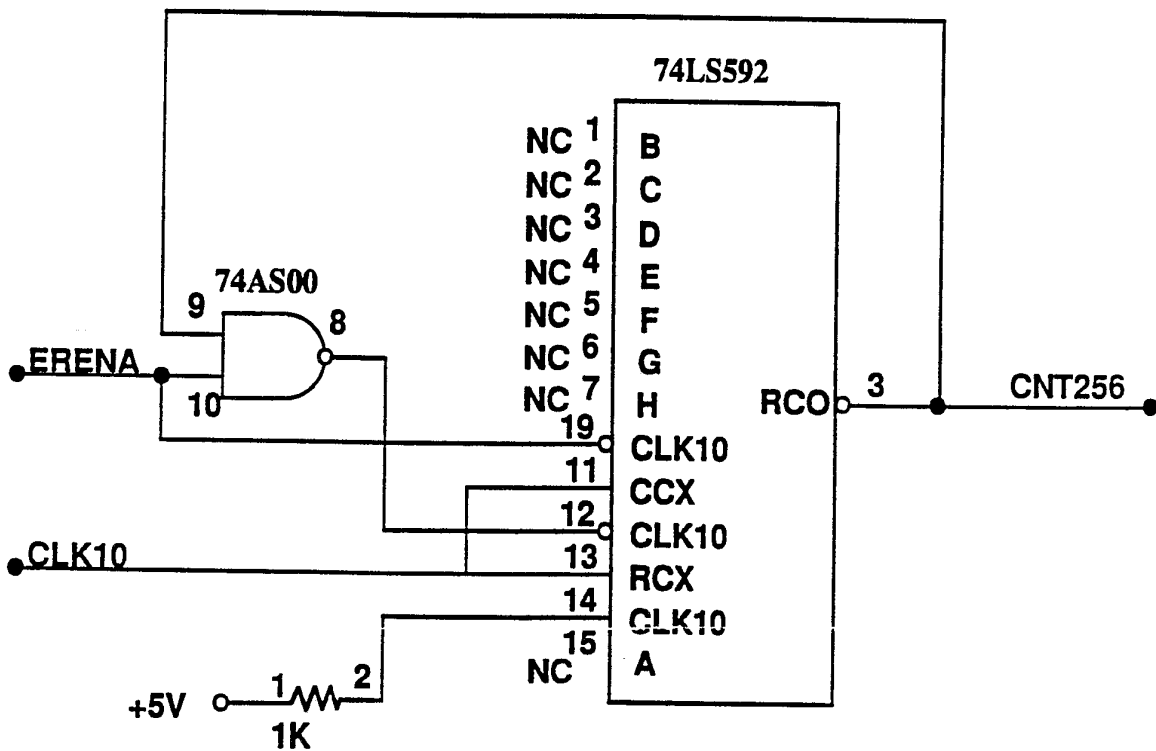 74LS592
NC 1 B
NC 2 C
NC 3 D
74AS00
NC 4 E
9
8
NC 5 F
ERENA
NC 6 G
10
NC 7 H
RCO 3 CNT256
19 CLK10
11 CCX
12 CLK10
CLK10
13 RCX
14 CLK10
15
NC A
+5V 1 2
1K